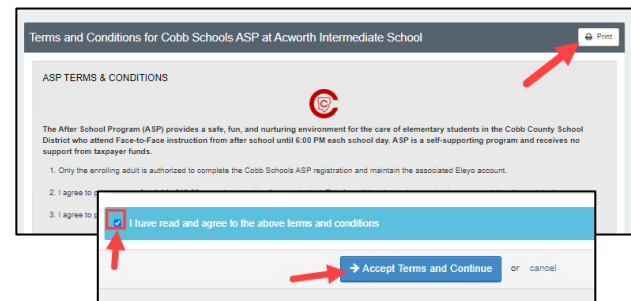 Terms and Conditions for Cobb Schools ASP at Acworth Intermediate School
Print
ASP TERMS & CONDITIONS
C
The After School Program (ASP) provides a safe, fun, and nurturing environment for the care of elementary students in the Cobb County School
District who attend Face-to-Face instruction from after school until 6:00 PM each school day. ASP is a self-supporting program and receives no
support from taxpayer funds.
1. Only the enrolling adult is authorized to complete the Cobb Schools ASP registration and maintain the associated Eleyo account.
2. I agree to
3. I agree to
I have read and agree to the above terms and conditions
Accept Terms and Continue or cancel